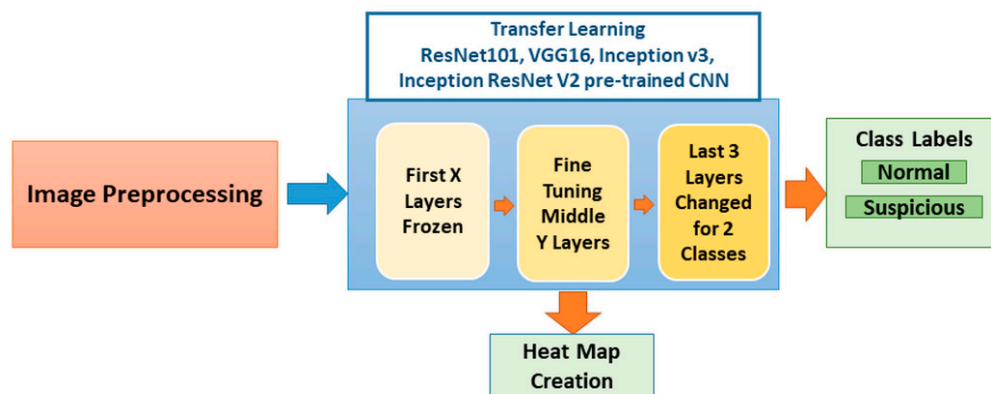 Transfer Learning
ResNet101, VGG16, Inception v3,
Inception ResNet V2 pre-trained CNN
Image Preprocessing
First X
Layers
Frozen
Fine
Tuning
Middle
Y Layers
Last 3
Layers
Changed
for 2
Classes
Class Labels
Normal
Suspicious
Heat Map
Creation